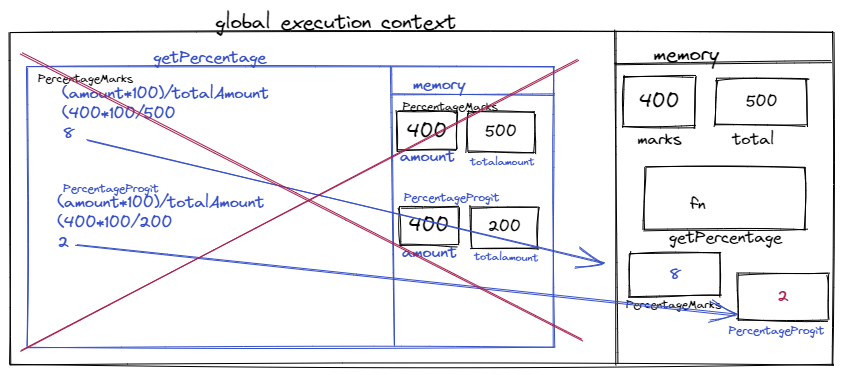 global execution context
getPercentage
PercentageMarks
(amount*100)/totalAmount
(400*100/500
8
PercentageProgit
(amount*100)/totalAmount
(400*100/200
2
memory
PercentageMarks
400 500
amount totalamount
PercentageProgit
400 200
amount totalamount
memory
400 500
marks total
fn
getPercentage
8
PercentageMarks
2
PercentageProgit